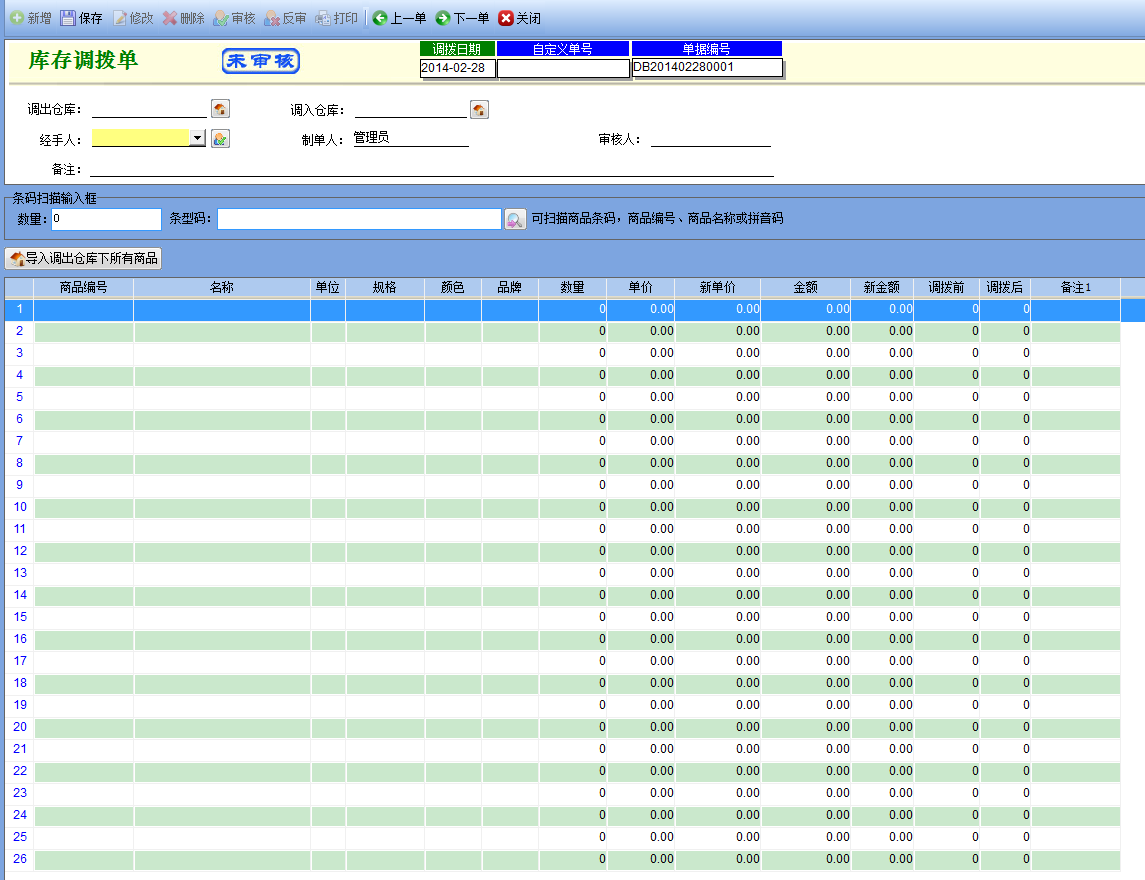 新增 保存 修改 删除 审核 反审 打印 上一单 下一单 关闭
库存调拨单 未审核 调拨日期 自定义单号 单据编号
2014-02-28 DB201402280001
调出仓库: 调入仓库:
经手人: 制单人: 管理员 审核人:
备注:
条码扫描输入框
数量: 0 条型码: 可扫描商品条码，商品编号、商品名称或拼音码
导入调出仓库下所有商品
商品编号 名称 单位 规格 颜色 品牌 数量 单价 新单价 金额 新金额 调拨前 调拨后 备注1
1 0 0.00 0.00 0.00 0.00 0 0
2 0 0.00 0.00 0.00 0.00 0 0
3 0 0.00 0.00 0.00 0.00 0 0
4 0 0.00 0.00 0.00 0.00 0 0
5 0 0.00 0.00 0.00 0.00 0 0
6 0 0.00 0.00 0.00 0.00 0 0
7 0 0.00 0.00 0.00 0.00 0 0
8 0 0.00 0.00 0.00 0.00 0 0
9 0 0.00 0.00 0.00 0.00 0 0
10 0 0.00 0.00 0.00 0.00 0 0
11 0 0.00 0.00 0.00 0.00 0 0
12 0 0.00 0.00 0.00 0.00 0 0
13 0 0.00 0.00 0.00 0.00 0 0
14 0 0.00 0.00 0.00 0.00 0 0
15 0 0.00 0.00 0.00 0.00 0 0
16 0 0.00 0.00 0.00 0.00 0 0
17 0 0.00 0.00 0.00 0.00 0 0
18 0 0.00 0.00 0.00 0.00 0 0
19 0 0.00 0.00 0.00 0.00 0 0
20 0 0.00 0.00 0.00 0.00 0 0
21 0 0.00 0.00 0.00 0.00 0 0
22 0 0.00 0.00 0.00 0.00 0 0
23 0 0.00 0.00 0.00 0.00 0 0
24 0 0.00 0.00 0.00 0.00 0 0
25 0 0.00 0.00 0.00 0.00 0 0
26 0 0.00 0.00 0.00 0.00 0 0